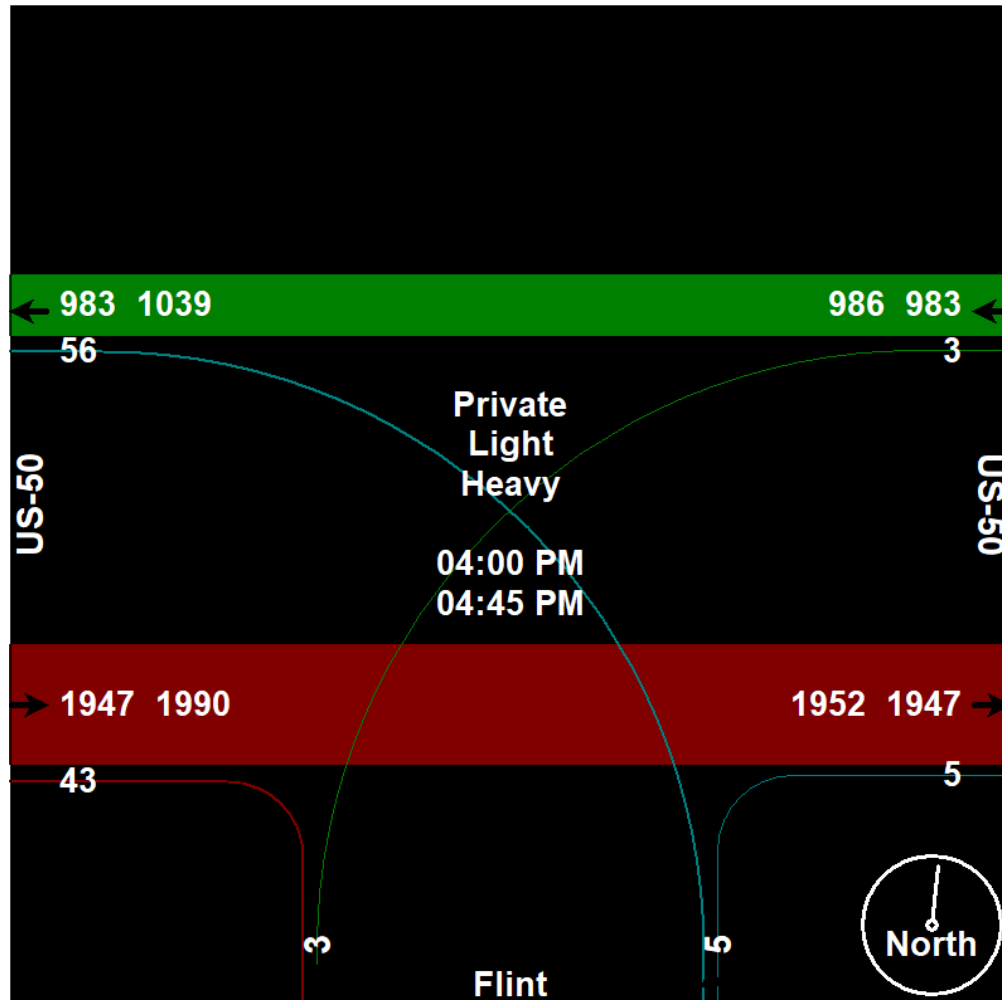 983 1039
986 983
56
3
Private
Light
Heavy
US-50
US-50
04:00 PM
04:45 PM
1947 1990
1952 1947
43
5
3
5
North
Flint